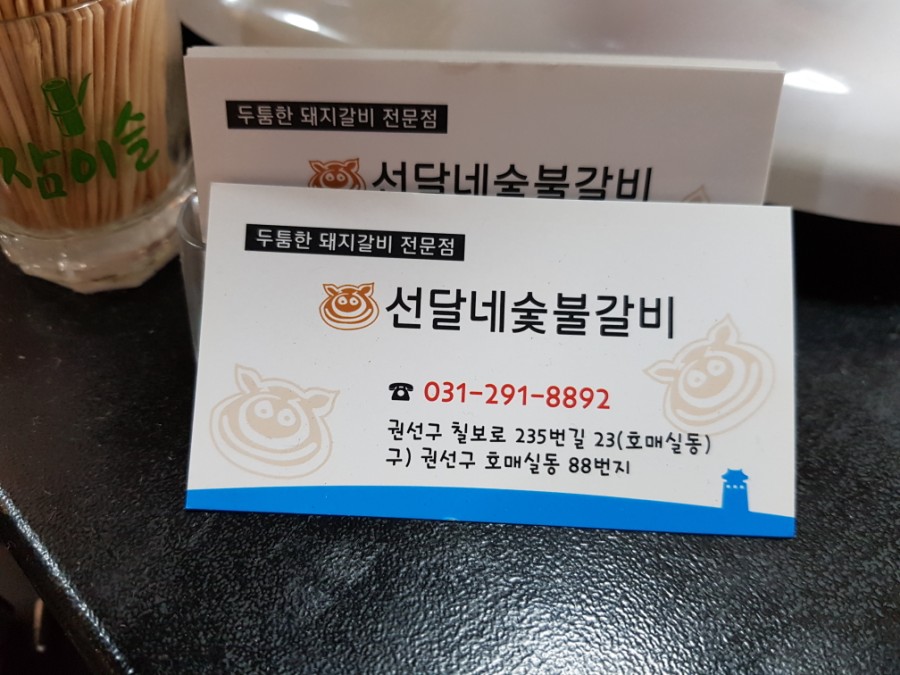 참이슬
두툼한 돼지갈비 전문점
선달네숯불갈비
두툼한 돼지갈비 전문점
선달네숯불갈비
☎ 031-291-8892
권선구 칠보로 235번길 23(호매실동)
구) 권선구 호매실동 88번지